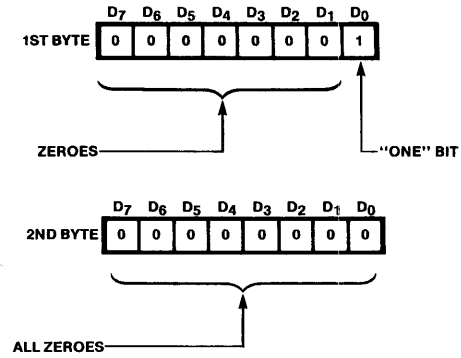 D7 D6 D5 D4 D3 D2 D1 D0
1ST BYTE 0 0 0 0 0 0 0 1
ZEROES "ONE" BIT
D7 D6 D5 D4 D3 D2 D1 D0
2ND BYTE 0 0 0 0 0 0 0 0
ALL ZEROES